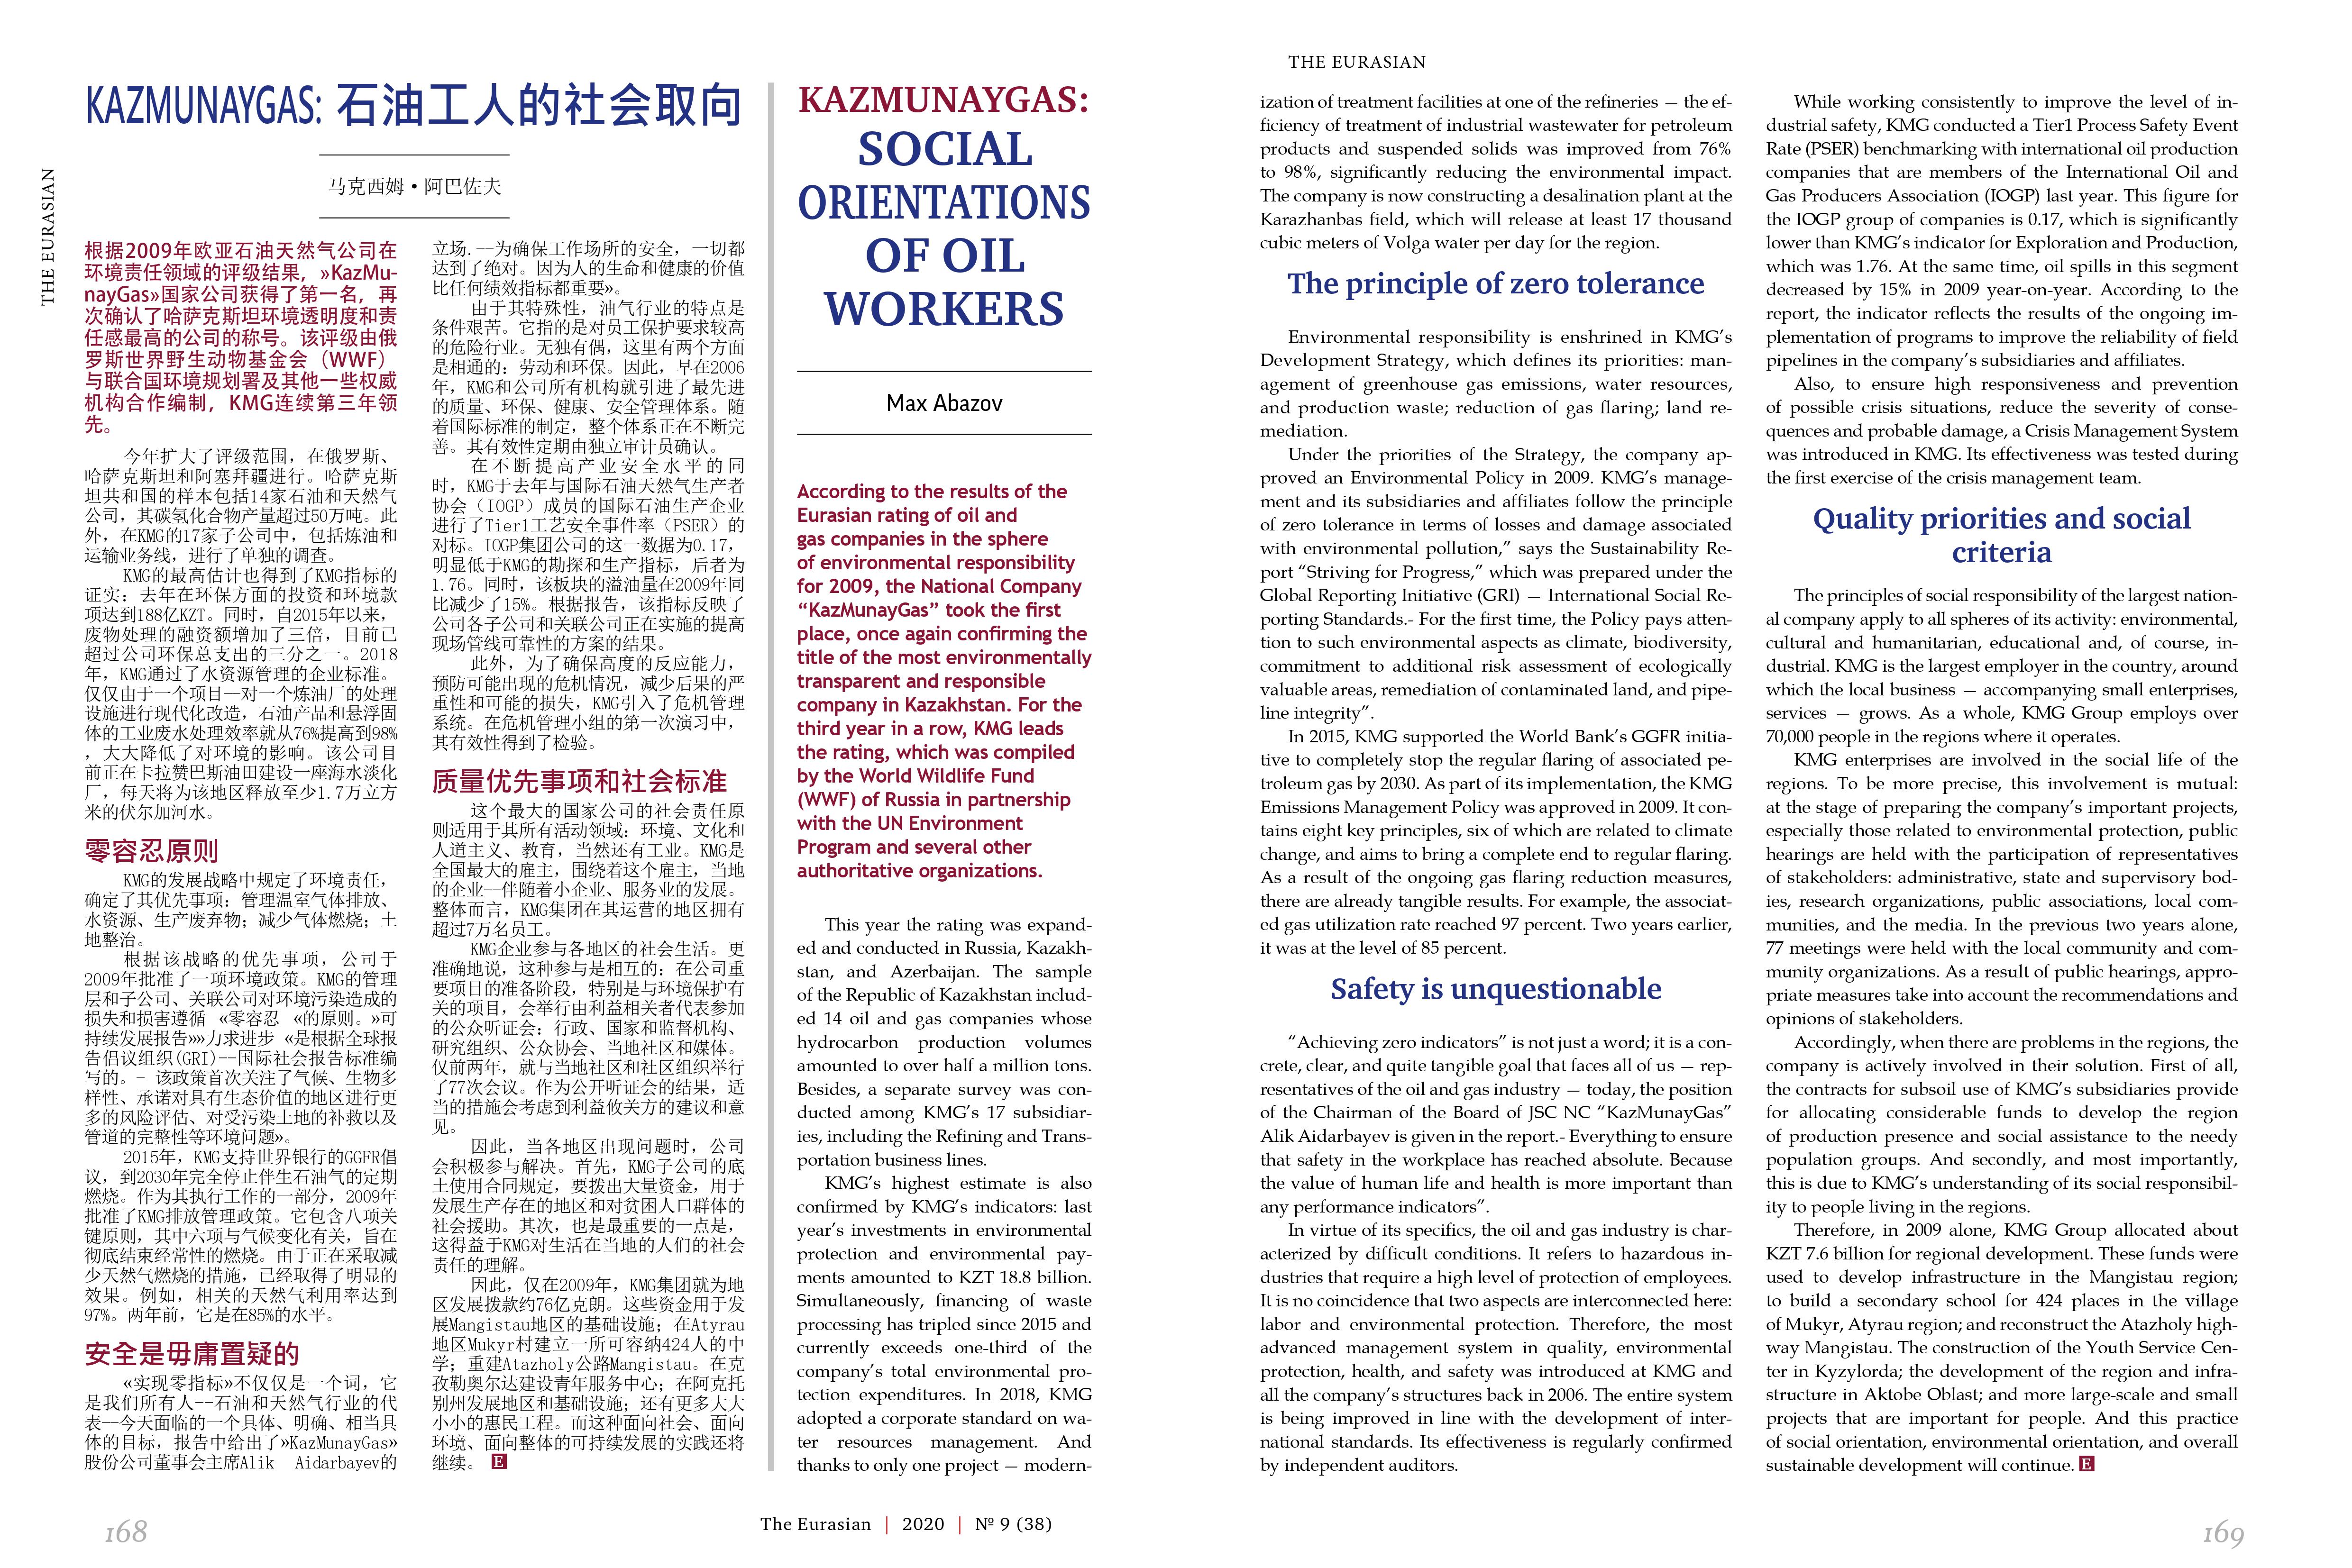 THE EURASIAN
KAZMUNAYGAS: 石油工人的社会取向
马克西姆•阿巴佐夫
根据2009年欧亚石油天然气公司在
环境责任领域的评级结果，»KazMu-
nayGas»国家公司获得了第一名，再
次确认了哈萨克斯坦环境透明度和责
任感最高的公司的称号。该评级由俄
罗斯世界野生动物基金会（WWF）
与联合国环境规划署及其他一些权威
机构合作编制，KMG连续第三年领
先。
今年扩大了评级范围，在俄罗斯、
哈萨克斯坦和阿塞拜疆进行。哈萨克斯
坦共和国的样本包括14家石油和天然气
公司，其碳氢化合物产量超过50万吨。此
外，在KMG的17家子公司中，包括炼油和
运输业务线，进行了单独的调查。
KMG的最高估计也得到了KMG指标的
证实：去年在环保方面的投资和环境款
项达到188亿KZT。同时，自2015年以来，
废物处理的融资额增加了三倍，目前已
超过公司环保总支出的三分之一。2018
年，KMG通过了水资源管理的企业标准。
仅仅由于一个项目——对一个炼油厂的处理
设施进行现代化改造，石油产品和悬浮固
体的工业废水处理效率就从76%提高到98%
，大大降低了对环境的影响。该公司目
前正在卡拉赞巴斯油田建设一座海水淡化
厂，每天将为该地区释放至少1.7万立方
米的伏尔加河水。
零容忍原则
KMG的发展战略中规定了环境责任，
确定了其优先事项：管理温室气体排放、
水资源、生产废弃物；减少气体燃烧；土
地整治。
根据该战略的优先事项，公司于
2009年批准了一项环境政策。KMG的管理
层和子公司、关联公司对环境污染造成的
损失和损害遵循 «零容忍 «的原则。»可
持续发展报告»»力求进步 «是根据全球报
告倡议组织(GRI)--国际社会报告标准编
写的。- 该政策首次关注了气候、生物多
样性、承诺对具有生态价值的地区进行更
多的风险评估、对受污染土地的补救以及
管道的完整性等环境问题»。
2015年，KMG支持世界银行的GGFR倡
议，到2030年完全停止伴生石油气的定期
燃烧。作为其执行工作的一部分，2009年
批准了KMG排放管理政策。它包含八项关
键原则，其中六项与气候变化有关，旨在
彻底结束经常性的燃烧。由于正在采取减
少天然气燃烧的措施，已经取得了明显的
效果。例如，相关的天然气利用率达到
97%。两年前，它是在85%的水平。
安全是毋庸置疑的
«实现零指标»不仅仅是一个词，它
是我们所有人--石油和天然气行业的代
表——今天面临的一个具体、明确、相当具
体的目标，报告中给出了»KazMunayGas»
股份公司董事会主席Alik Aidarbayev的
立场.--为确保工作场所的安全，一切都
达到了绝对。因为人的生命和健康的价值
比任何绩效指标都重要»。
由于其特殊性，油气行业的特点是
条件艰苦。它指的是对员工保护要求较高
的危险行业。无独有偶，这里有两个方面
是相通的：劳动和环保。因此，早在2006
年，KMG和公司所有机构就引进了最先进
的质量、环保、健康、安全管理体系。随
着国际标准的制定，整个体系正在不断完
善。其有效性定期由独立审计员确认。
在不断提高产业安全水平的同
时，KMG于去年与国际石油天然气生产者
协会（IOGP）成员的国际石油生产企业
进行了Tier1工艺安全事件率（PSER）的
对标。IOGP集团公司的这一数据为0.17，
明显低于KMG的勘探和生产指标，后者为
1.76。同时，该板块的溢油量在2009年同
比减少了15%。根据报告，该指标反映了
公司各子公司和关联公司正在实施的提高
现场管线可靠性的方案的结果。
此外，为了确保高度的反应能力，
预防可能出现的危机情况，减少后果的严
重性和可能的损失，KMG引入了危机管理
系统。在危机管理小组的第一次演习中，
其有效性得到了检验。
质量优先事项和社会标准
这个最大的国家公司的社会责任原
则适用于其所有活动领域：环境、文化和
人道主义、教育，当然还有工业。KMG是
全国最大的雇主，围绕着这个雇主，当地
的企业——伴随着小企业、服务业的发展。
整体而言，KMG集团在其运营的地区拥有
超过7万名员工。
KMG企业参与各地区的社会生活。更
准确地说，这种参与是相互的：在公司重
要项目的准备阶段，特别是与环境保护有
关的项目，会举行由利益相关者代表参加
的公众听证会：行政、国家和监督机构、
研究组织、公众协会、当地社区和媒体。
仅前两年，就与当地社区和社区组织举行
了77次会议。作为公开听证会的结果，适
当的措施会考虑到利益攸关方的建议和意
见。
因此，当各地区出现问题时，公司
会积极参与解决。首先，KMG子公司的底
土使用合同规定，要拨出大量资金，用于
发展生产存在的地区和对贫困人口群体的
社会援助。其次，也是最重要的一点是，
这得益于KMG对生活在当地的人们的社会
责任的理解。
因此，仅在2009年，KMG集团就为地
区发展拨款约76亿克朗。这些资金用于发
展Mangistau地区的基础设施；在Atyrau
地区Mukyr村建立一所可容纳424人的中
学；重建Atazholy公路Mangistau。在克
孜勒奥尔达建设青年服务中心；在阿克托
别州发展地区和基础设施；还有更多大大
小小的惠民工程。而这种面向社会、面向
环境、面向整体的可持续发展的实践还将
继续。 E
KAZMUNAYGAS:
SOCIAL
ORIENTATIONS
OF OIL
WORKERS
Max Abazov
According to the results of the
Eurasian rating of oil and
gas companies in the sphere
of environmental responsibility
for 2009, the National Company
“KazMunayGas” took the first
place, once again confirming the
title of the most environmentally
transparent and responsible
company in Kazakhstan. For the
third year in a row, KMG leads
the rating, which was compiled
by the World Wildlife Fund
(WWF) of Russia in partnership
with the UN Environment
Program and several other
authoritative organizations.
This year the rating was expand-
ed and conducted in Russia, Kazakh-
stan, and Azerbaijan. The sample
of the Republic of Kazakhstan includ-
ed 14 oil and gas companies whose
hydrocarbon production volumes
amounted to over half a million tons.
Besides, a separate survey was con-
ducted among KMG’s 17 subsidiar-
ies, including the Refining and Trans-
portation business lines.
KMG’s highest estimate is also
confirmed by KMG’s indicators: last
year’s investments in environmental
protection and environmental pay-
ments amounted to KZT 18.8 billion.
Simultaneously, financing of waste
processing has tripled since 2015 and
currently exceeds one-third of the
company’s total environmental pro-
tection expenditures. In 2018, KMG
adopted a corporate standard on wa-
ter resources management. And
thanks to only one project — modern-
168
The Eurasian | 2020 | № 9 (38)
THE EURASIAN
ization of treatment facilities at one of the refineries — the ef-
ficiency of treatment of industrial wastewater for petroleum
products and suspended solids was improved from 76%
to 98%, significantly reducing the environmental impact.
The company is now constructing a desalination plant at the
Karazhanbas field, which will release at least 17 thousand
cubic meters of Volga water per day for the region.
The principle of zero tolerance
Environmental responsibility is enshrined in KMG’s
Development Strategy, which defines its priorities: man-
agement of greenhouse gas emissions, water resources,
and production waste; reduction of gas flaring; land re-
mediation.
Under the priorities of the Strategy, the company ap-
proved an Environmental Policy in 2009. KMG’s manage-
ment and its subsidiaries and affiliates follow the principle
of zero tolerance in terms of losses and damage associated
with environmental pollution,” says the Sustainability Re-
port “Striving for Progress,” which was prepared under the
Global Reporting Initiative (GRI) — International Social Re-
porting Standards.- For the first time, the Policy pays atten-
tion to such environmental aspects as climate, biodiversity,
commitment to additional risk assessment of ecologically
valuable areas, remediation of contaminated land, and pipe-
line integrity”.
In 2015, KMG supported the World Bank’s GGFR initia-
tive to completely stop the regular flaring of associated pe-
troleum gas by 2030. As part of its implementation, the KMG
Emissions Management Policy was approved in 2009. It con-
tains eight key principles, six of which are related to climate
change, and aims to bring a complete end to regular flaring.
As a result of the ongoing gas flaring reduction measures,
there are already tangible results. For example, the associat-
ed gas utilization rate reached 97 percent. Two years earlier,
it was at the level of 85 percent.
Safety is unquestionable
“Achieving zero indicators” is not just a word; it is a con-
crete, clear, and quite tangible goal that faces all of us — rep-
resentatives of the oil and gas industry — today, the position
of the Chairman of the Board of JSC NC “KazMunayGas”
Alik Aidarbayev is given in the report.- Everything to ensure
that safety in the workplace has reached absolute. Because
the value of human life and health is more important than
any performance indicators”.
In virtue of its specifics, the oil and gas industry is char-
acterized by difficult conditions. It refers to hazardous in-
dustries that require a high level of protection of employees.
It is no coincidence that two aspects are interconnected here:
labor and environmental protection. Therefore, the most
advanced management system in quality, environmental
protection, health, and safety was introduced at KMG and
all the company’s structures back in 2006. The entire system
is being improved in line with the development of inter-
national standards. Its effectiveness is regularly confirmed
by independent auditors.
While working consistently to improve the level of in-
dustrial safety, KMG conducted a Tier1 Process Safety Event
Rate (PSER) benchmarking with international oil production
companies that are members of the International Oil and
Gas Producers Association (IOGP) last year. This figure for
the IOGP group of companies is 0.17, which is significantly
lower than KMG’s indicator for Exploration and Production,
which was 1.76. At the same time, oil spills in this segment
decreased by 15% in 2009 year-on-year. According to the
report, the indicator reflects the results of the ongoing im-
plementation of programs to improve the reliability of field
pipelines in the company’s subsidiaries and affiliates.
Also, to ensure high responsiveness and prevention
of possible crisis situations, reduce the severity of conse-
quences and probable damage, a Crisis Management System
was introduced in KMG. Its effectiveness was tested during
the first exercise of the crisis management team.
Quality priorities and social
criteria
The principles of social responsibility of the largest nation-
al company apply to all spheres of its activity: environmental,
cultural and humanitarian, educational and, of course, in-
dustrial. KMG is the largest employer in the country, around
which the local business — accompanying small enterprises,
services — grows. As a whole, KMG Group employs over
70,000 people in the regions where it operates.
KMG enterprises are involved in the social life of the
regions. To be more precise, this involvement is mutual:
at the stage of preparing the company’s important projects,
especially those related to environmental protection, public
hearings are held with the participation of representatives
of stakeholders: administrative, state and supervisory bod-
ies, research organizations, public associations, local com-
munities, and the media. In the previous two years alone,
77 meetings were held with the local community and com-
munity organizations. As a result of public hearings, appro-
priate measures take into account the recommendations and
opinions of stakeholders.
Accordingly, when there are problems in the regions, the
company is actively involved in their solution. First of all,
the contracts for subsoil use of KMG’s subsidiaries provide
for allocating considerable funds to develop the region
of production presence and social assistance to the needy
population groups. And secondly, and most importantly,
this is due to KMG’s understanding of its social responsibil-
ity to people living in the regions.
Therefore, in 2009 alone, KMG Group allocated about
KZT 7.6 billion for regional development. These funds were
used to develop infrastructure in the Mangistau region;
to build a secondary school for 424 places in the village
of Mukyr, Atyrau region; and reconstruct the Atazholy high-
way Mangistau. The construction of the Youth Service Cen-
ter in Kyzylorda; the development of the region and infra-
structure in Aktobe Oblast; and more large-scale and small
projects that are important for people. And this practice
of social orientation, environmental orientation, and overall
sustainable development will continue. E
169